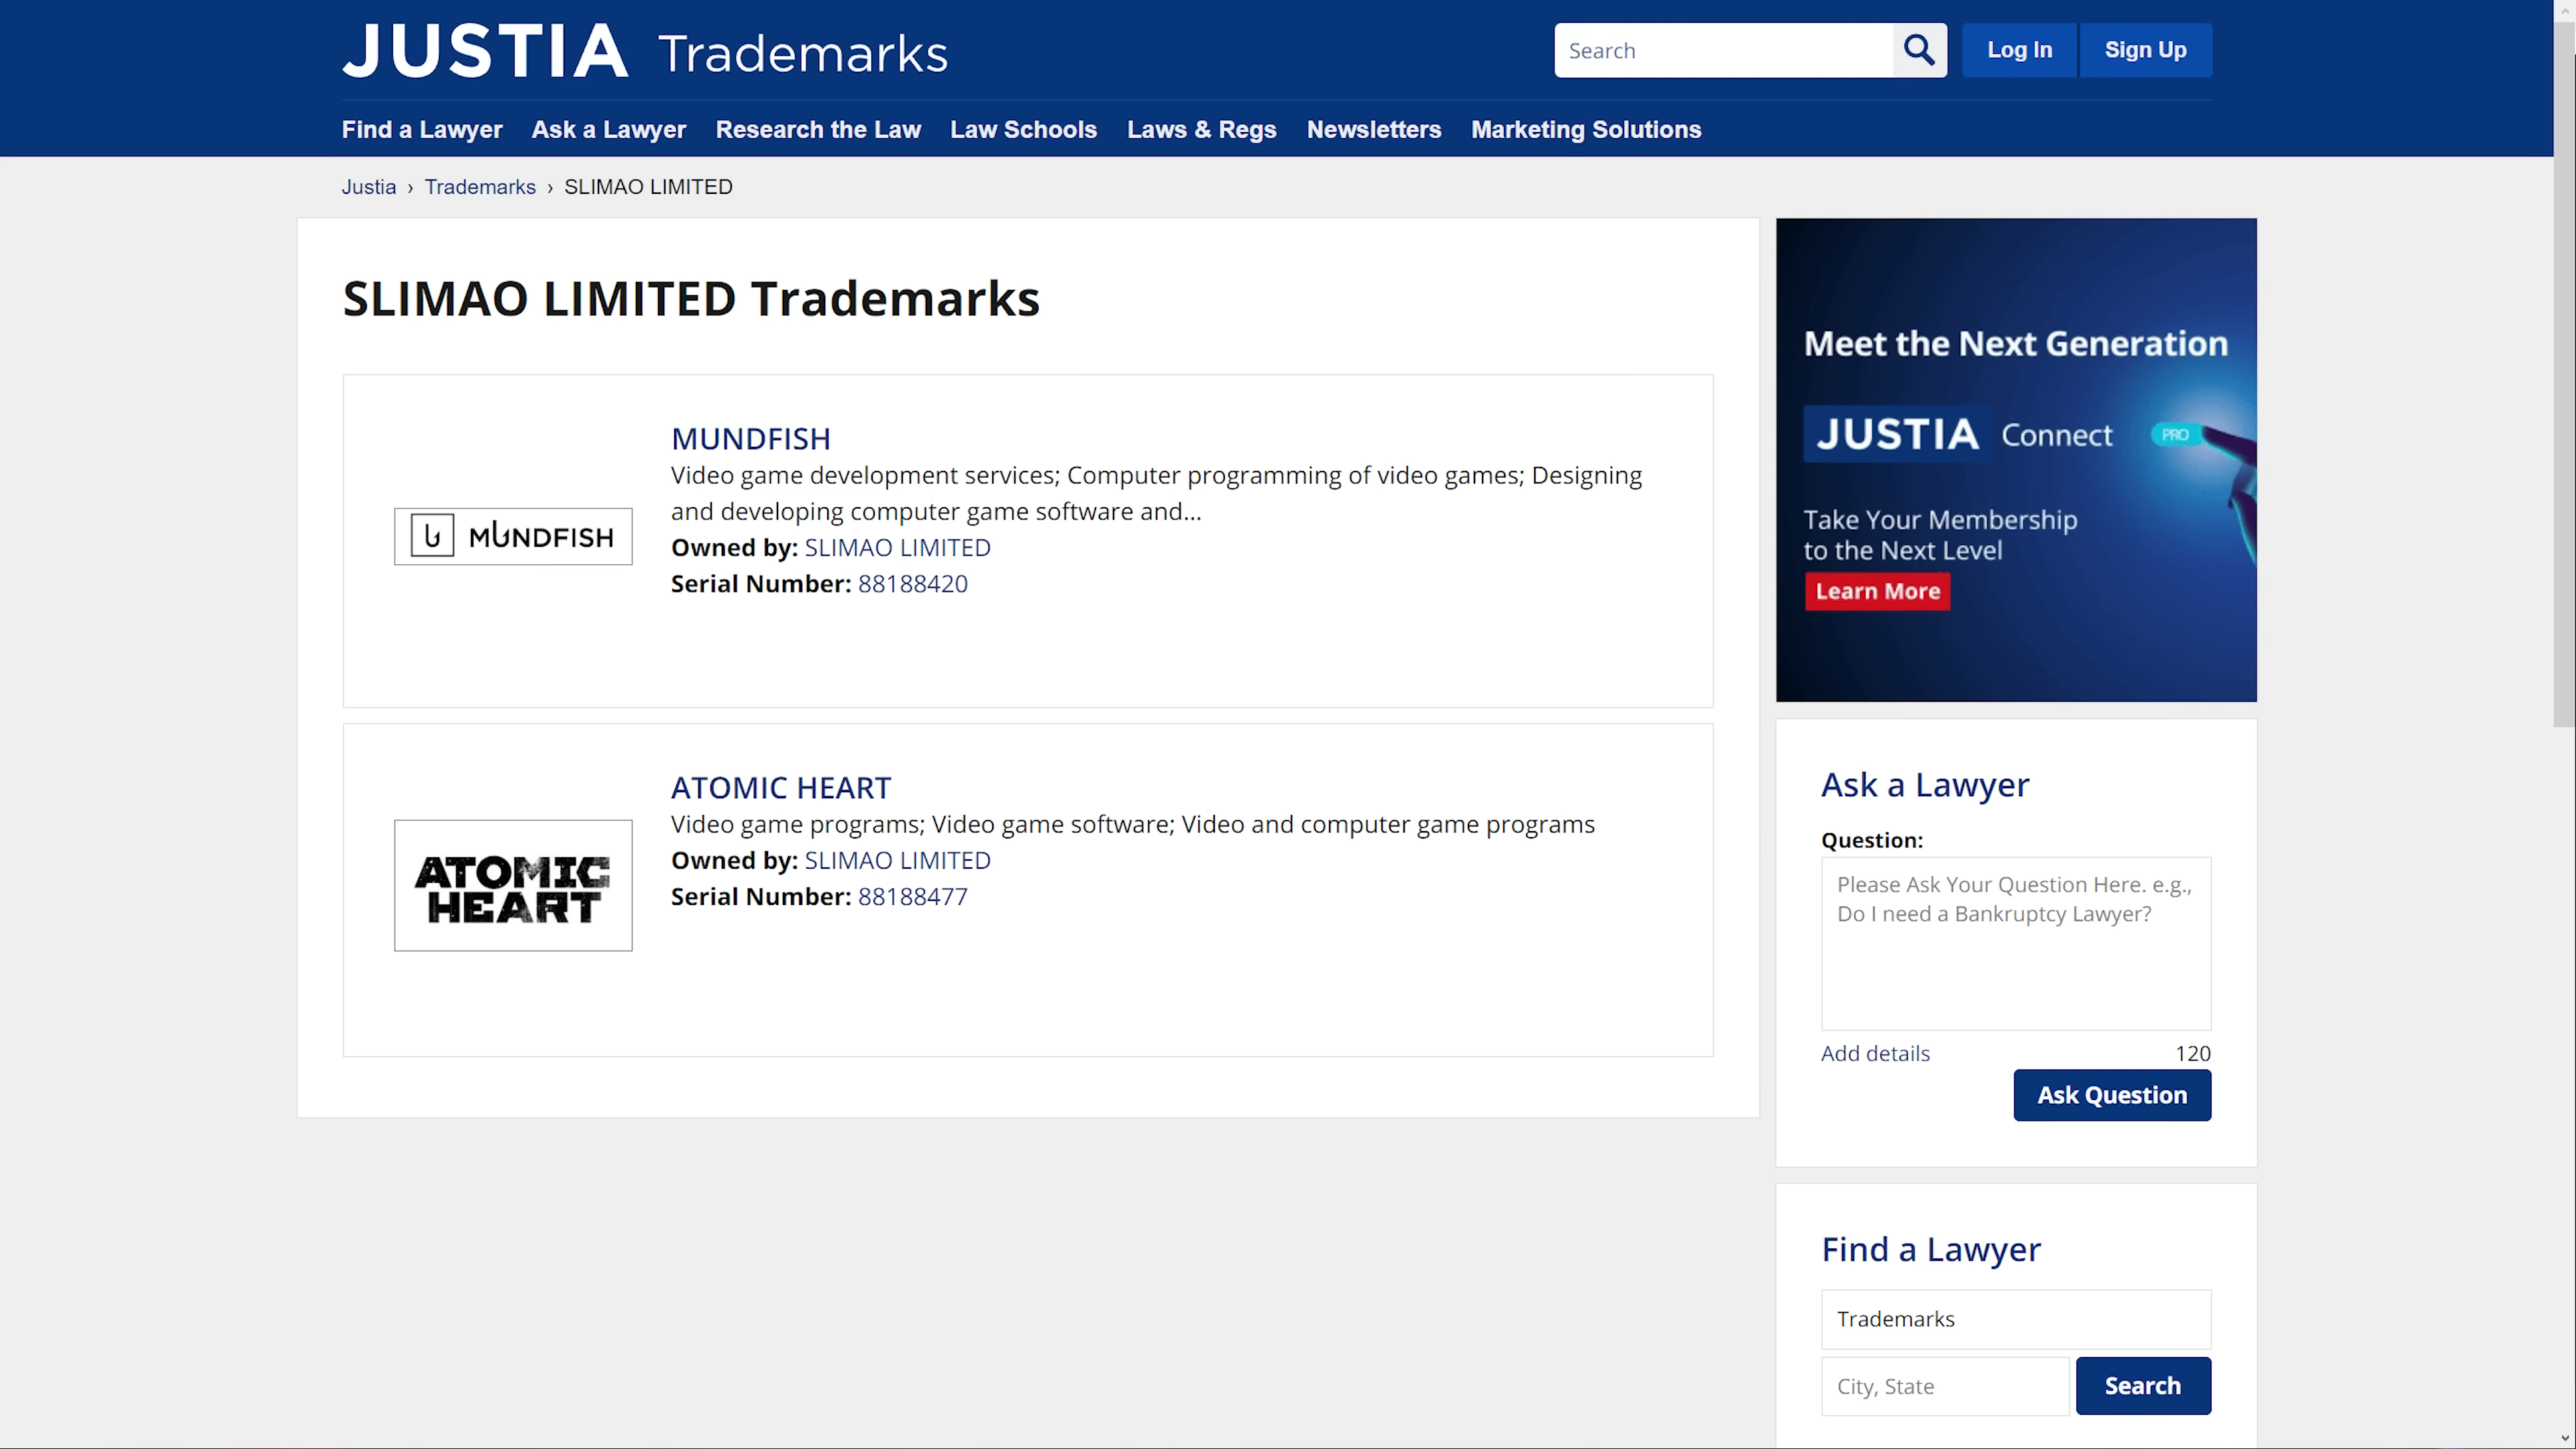 JUSTIA Trademarks
Search
Log In
Sign Up
Find a Lawyer
Ask a Lawyer
Research the Law
Law Schools
Laws & Regs
Newsletters
Marketing Solutions
Justia › Trademarks › SLIMAO LIMITED
SLIMAO LIMITED Trademarks
MUNDFISH
MUNDFISH
Video game development services; Computer programming of video games; Designing
and developing computer game software and...
Owned by: SLIMAO LIMITED
Serial Number: 88188420
ATOMIC
HEART
ATOMIC HEART
Video game programs; Video game software; Video and computer game programs
Owned by: SLIMAO LIMITED
Serial Number: 88188477
Meet the Next Generation
JUSTIA Connect PRO
Take Your Membership
to the Next Level
Learn More
Ask a Lawyer
Question:
Please Ask Your Question Here. e.g.,
Do I need a Bankruptcy Lawyer?
Add details
120
Ask Question
Find a Lawyer
Trademarks
City, State
Search